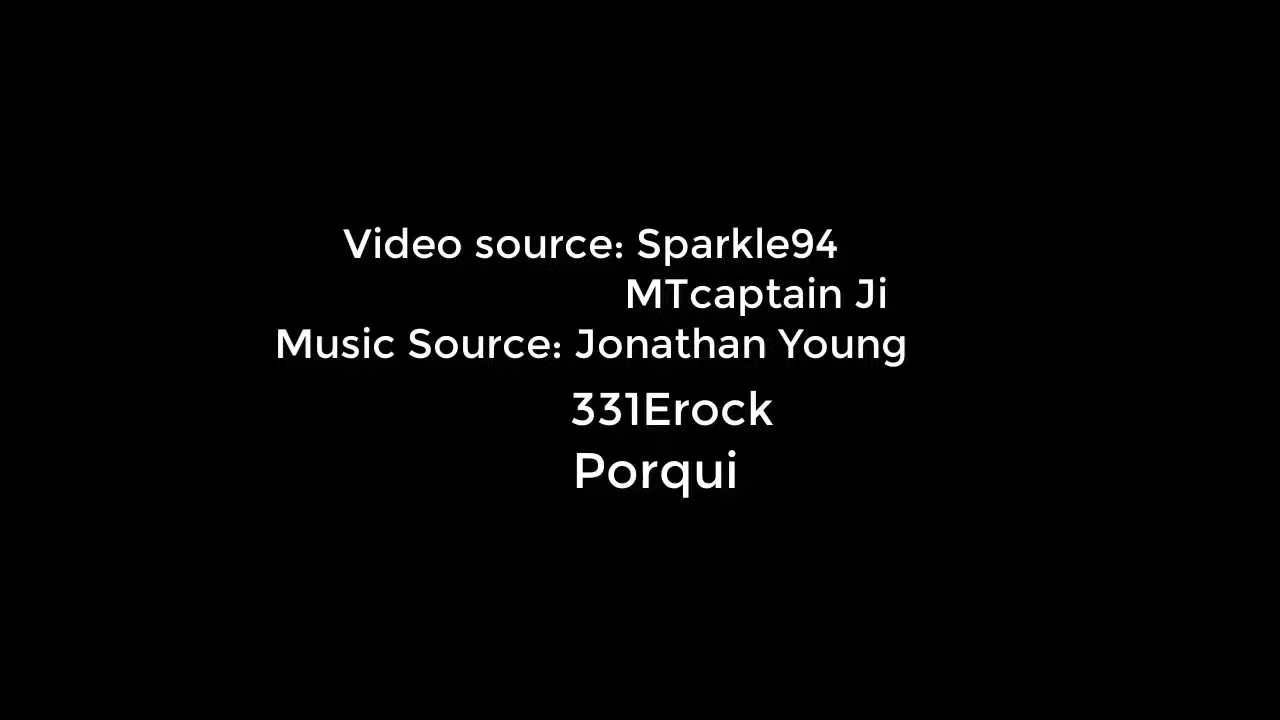 Video source: Sparkle94
MTcaptain Ji
Music Source: Jonathan Young
331Erock
Porqui